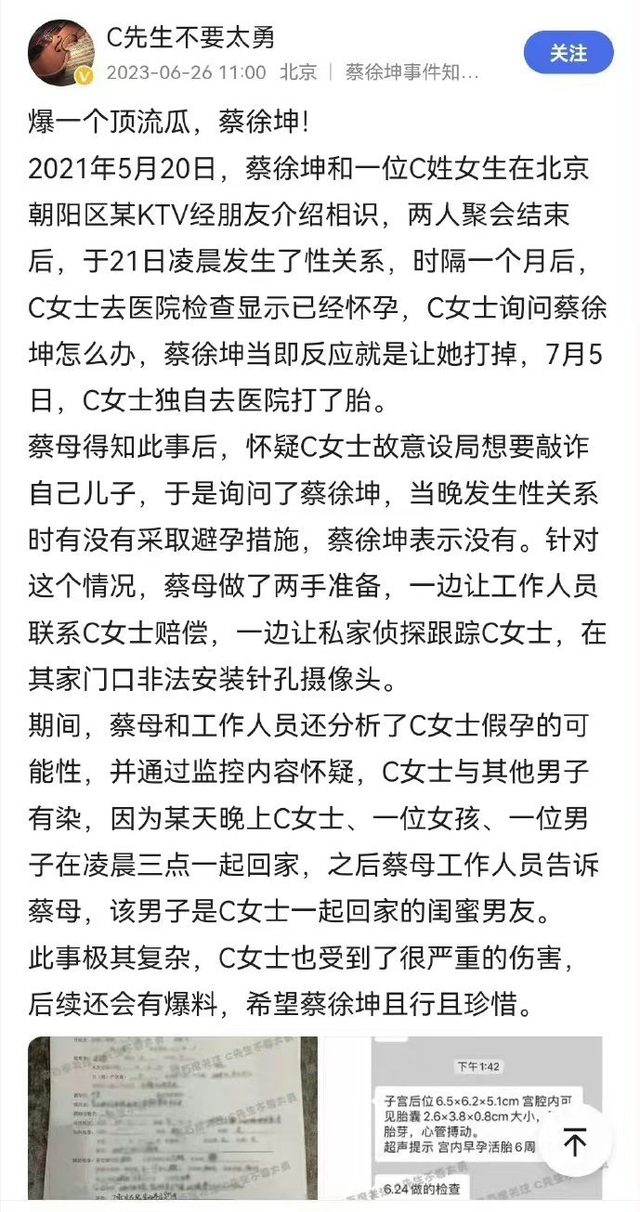 C先生不要太勇
关注
2023-06-26 11:00 北京 | 蔡徐坤事件知...
爆一个顶流瓜，蔡徐坤!
2021年5月20日，蔡徐坤和一位C姓女生在北京
朝阳区某KTV经朋友介绍相识，两人聚会结束
后，于21日凌晨发生了性关系，时隔一个月后，
C女士去医院检查显示已经怀孕，C女士询问蔡徐
坤怎么办，蔡徐坤当即反应就是让她打掉，7月5
日，C女士独自去医院打了胎。
蔡母得知此事后，怀疑C女士故意设局想要敲诈
自己儿子，于是询问了蔡徐坤，当晚发生性关系
时有没有采取避孕措施，蔡徐坤表示没有。针对
这个情况，蔡母做了两手准备，一边让工作人员
联系C女士赔偿，一边让私家侦探跟踪C女士，在
其家门口非法安装针孔摄像头。
期间，蔡母和工作人员还分析了C女士假孕的可
能性，并通过监控内容怀疑，C女士与其他男子
有染，因为某天晚上C女士、一位女孩、一位男
子在凌晨三点一起回家，之后蔡母工作人员告诉
蔡母，该男子是C女士一起回家的闺蜜男友。
此事极其复杂，C女士也受到了很严重的伤害，
后续还会有爆料，希望蔡徐坤且行且珍惜。
下午1:42
子宫后位6.5×6.2×5.1cm 宫腔内可
见胎囊 2.6×3.8×0.8cm大小，
胎芽，心管搏动。
超声提示 宫内早孕活胎6周
6.24 做的检查
C先生不要太勇